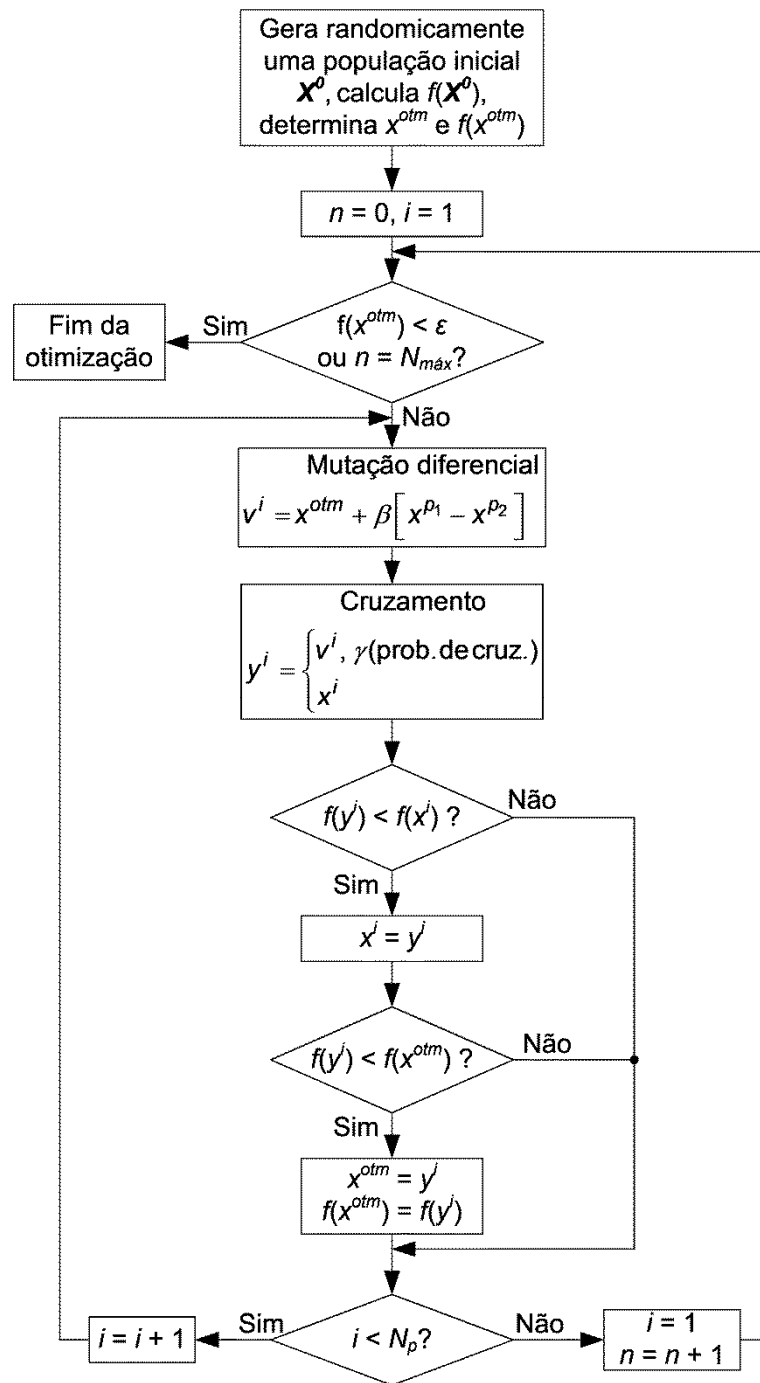 Gera randomicamente
uma população inicial
X⁰, calcula f(X⁰),
determina x^otm e f(x^otm)
n = 0, i = 1
f(x^otm) < ε
ou n = N_máx?
Sim
Fim da
otimização
Não
Mutação diferencial
v^i = x^otm + β[x^p₁ − x^p₂]
Cruzamento
y^i = { v^i, γ(prob. de cruz.)
x^i
f(y^i) < f(x^i) ?
Não
Sim
x^i = y^i
f(y^i) < f(x^otm) ?
Não
Sim
x^otm = y^i
f(x^otm) = f(y^i)
i < N_p?
Sim
i = i + 1
Não
i = 1
n = n + 1